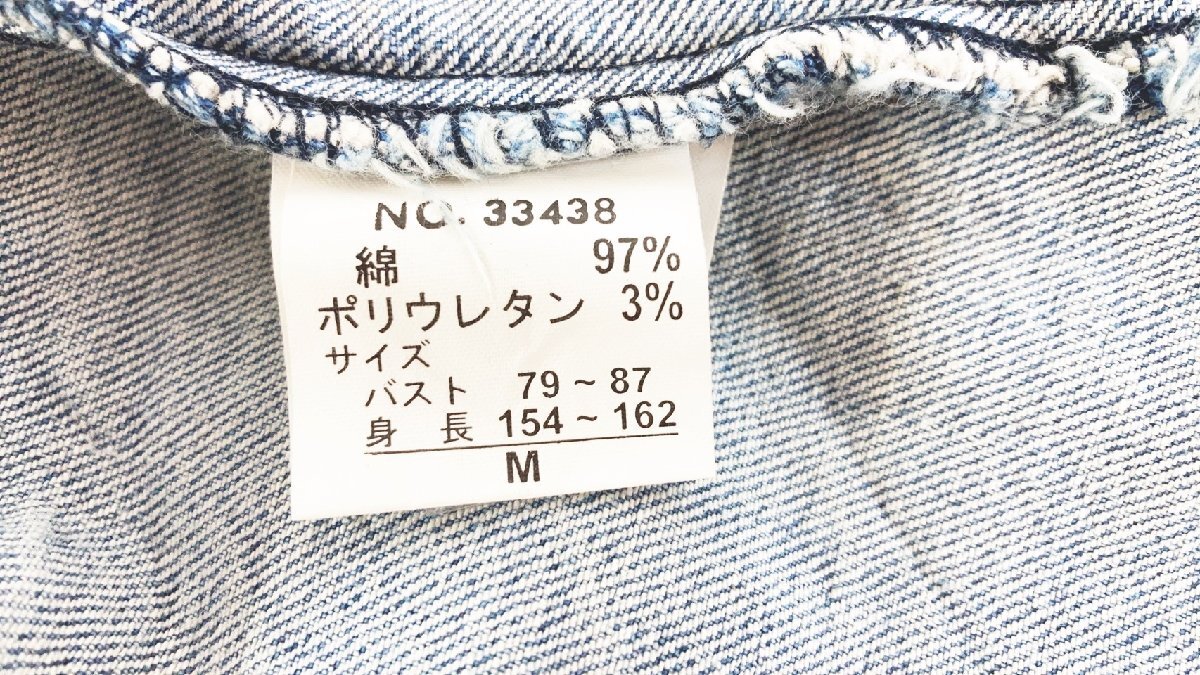 NO. 33438
綿 97%
ポリウレタン 3%
サイズ
バスト 79~87
身長 154~162
M